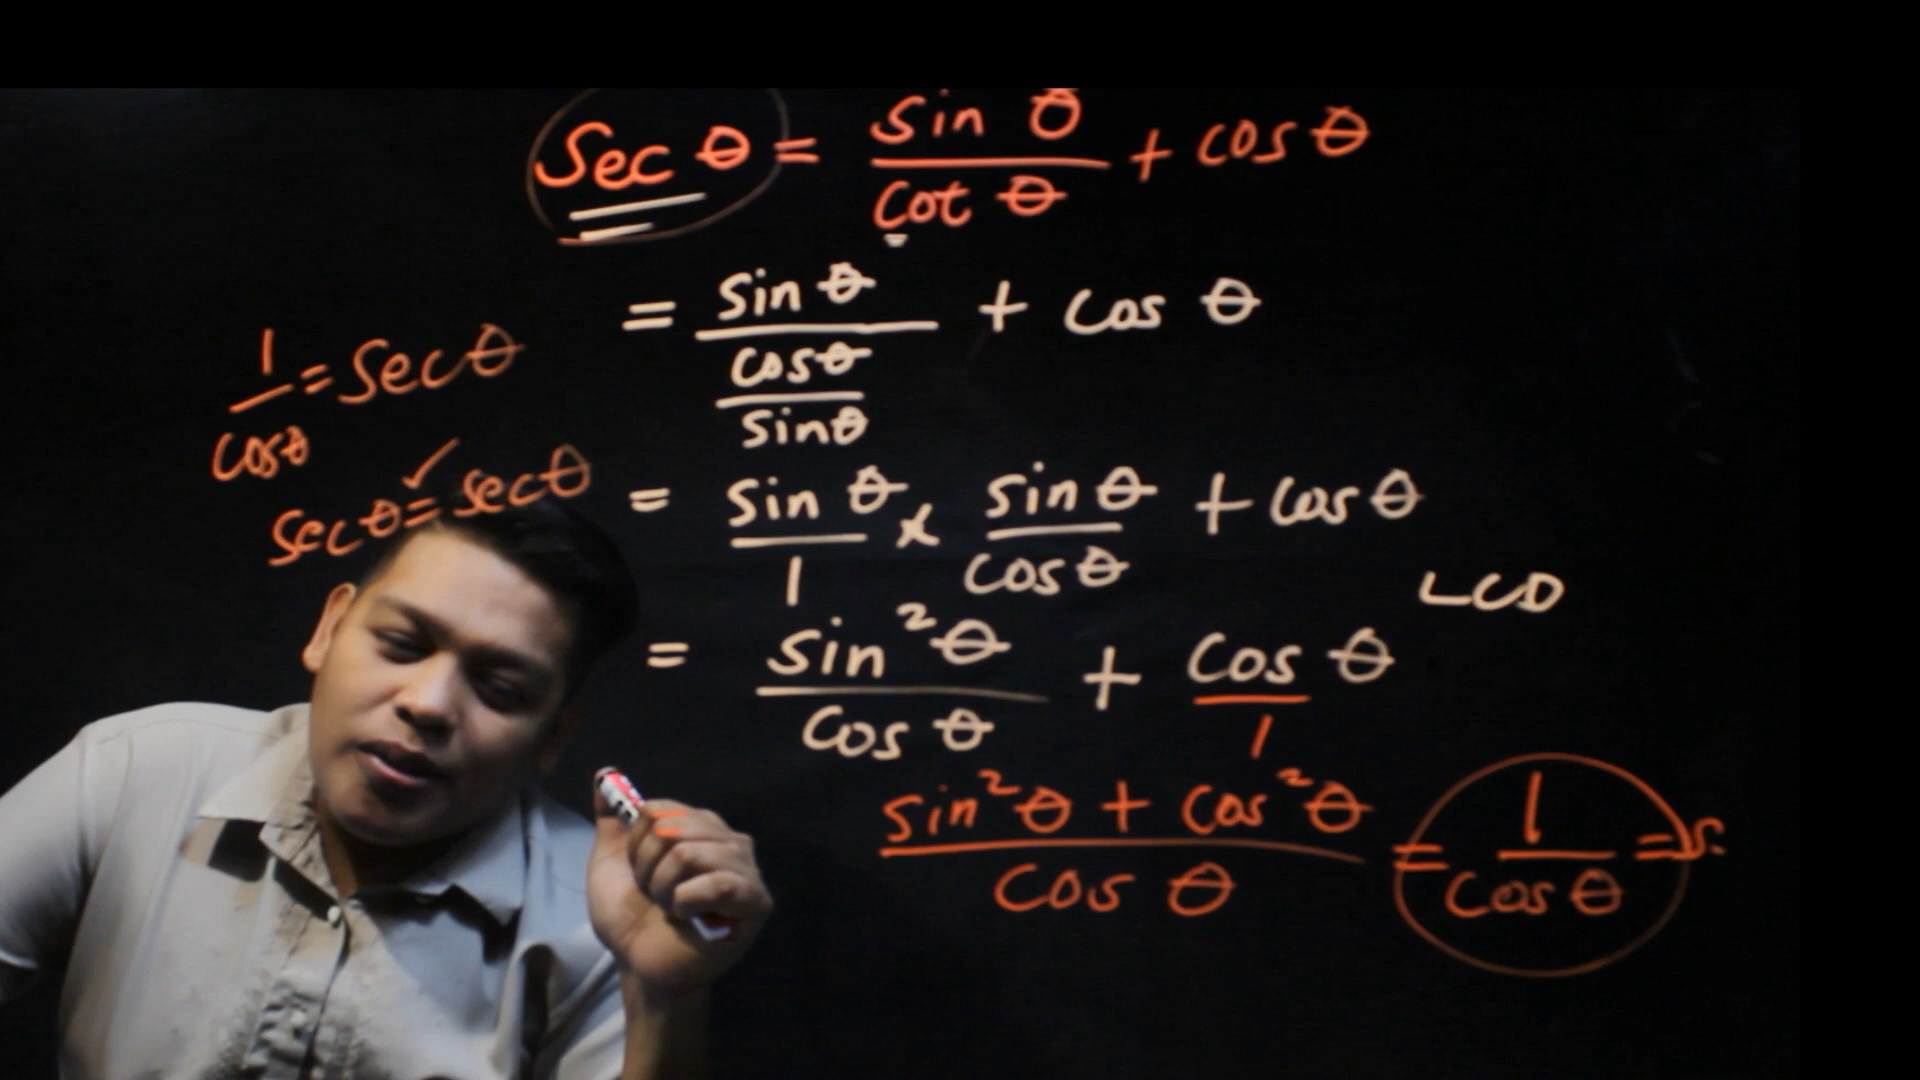 sec θ = sin θ / cot θ + cos θ
= sin θ / (cos θ / sin θ) + cos θ
1 / cos θ = sec θ
sec θ = sec θ ✓
= sin θ / 1 × sin θ / cos θ + cos θ
LCD
= sin²θ / cos θ + cos θ / 1
sin²θ + cos²θ / cos θ = 1 / cos θ = s